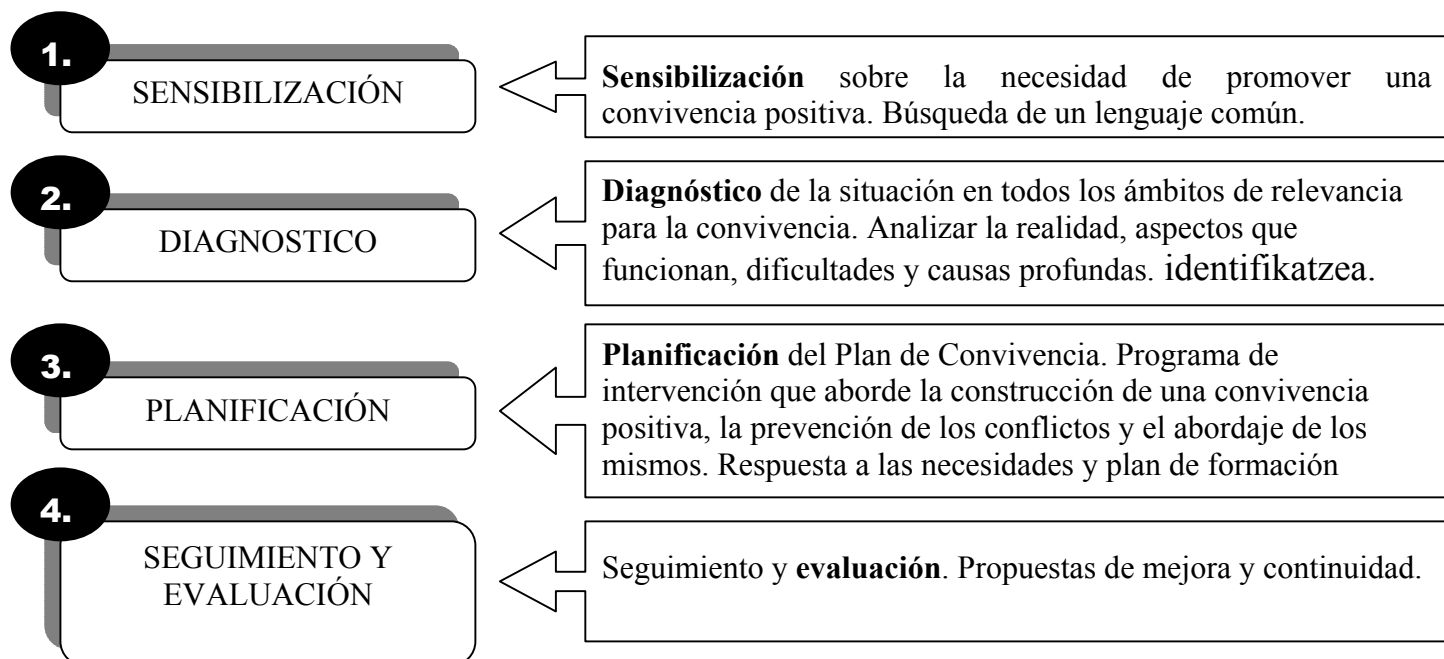 1.
SENSIBILIZACIÓN
Sensibilización sobre la necesidad de promover una
convivencia positiva. Búsqueda de un lenguaje común.
2.
DIAGNOSTICO
Diagnóstico de la situación en todos los ámbitos de relevancia
para la convivencia. Analizar la realidad, aspectos que
funcionan, dificultades y causas profundas. identifikatzea.
3.
PLANIFICACIÓN
Planificación del Plan de Convivencia. Programa de
intervención que aborde la construcción de una convivencia
positiva, la prevención de los conflictos y el abordaje de los
mismos. Respuesta a las necesidades y plan de formación
4.
SEGUIMIENTO Y
EVALUACIÓN
Seguimiento y evaluación. Propuestas de mejora y continuidad.